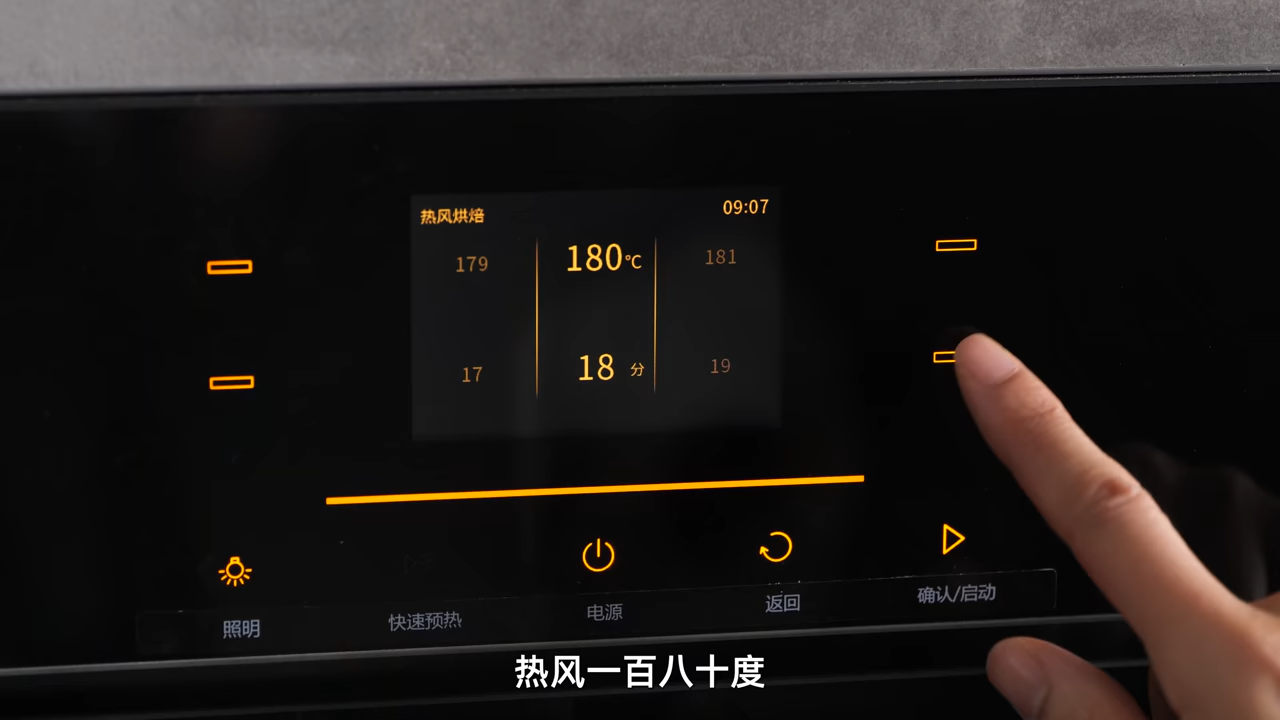 热风烘焙 09:07
179 180℃ 181
17 18 分 19
照明 快速预热 电源 返回 确认/启动
热风一百八十度